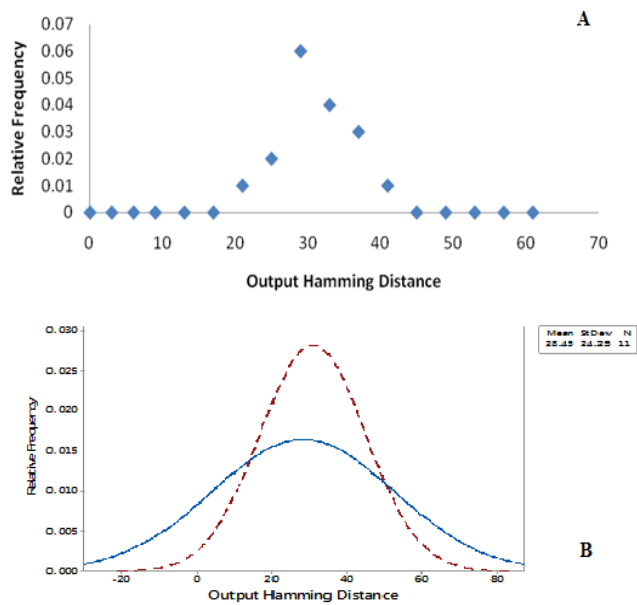 A
0.07
0.06
0.05
0.04
0.03
0.02
0.01
0
Relative Frequency
0 10 20 30 40 50 60 70
Output Hamming Distance
0.030
0.025
0.020
0.015
0.010
0.005
0.000
Relative Frequency
Mean StDev N
28.45 24.25 11
-20 0 20 40 60 80
Output Hamming Distance
B